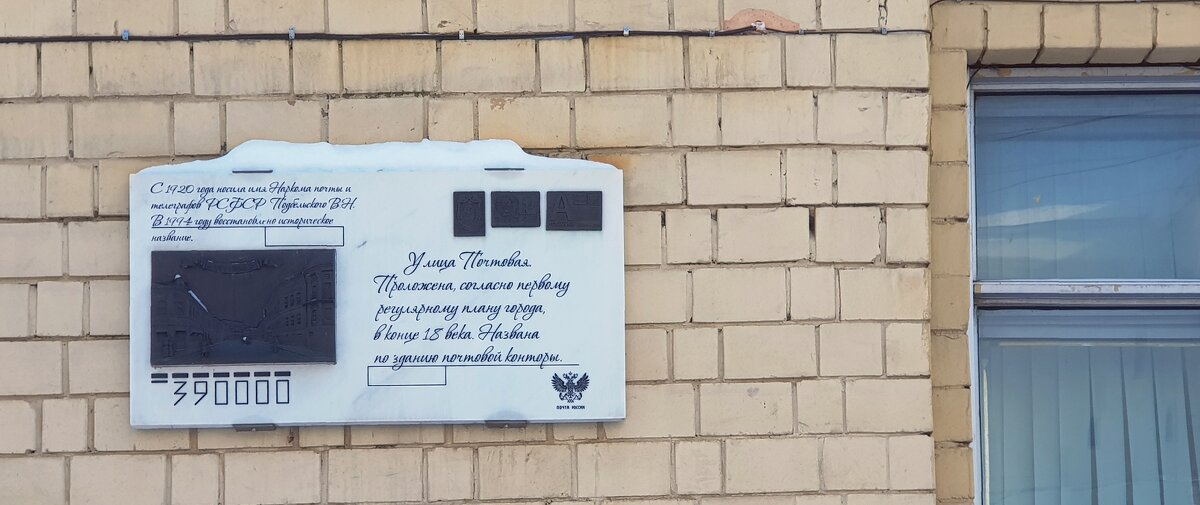 С 1920 года носила имя Наркома почты и
телеграфов РСФСР Подбельского В.Н.
В 1994 году восстановлено историческое
название.
Улица Почтовая.
Проложена, согласно первому
регулярному плану города,
в конце 18 века. Названа
по зданию почтовой конторы.
390000
ПОЧТА РОССИИ